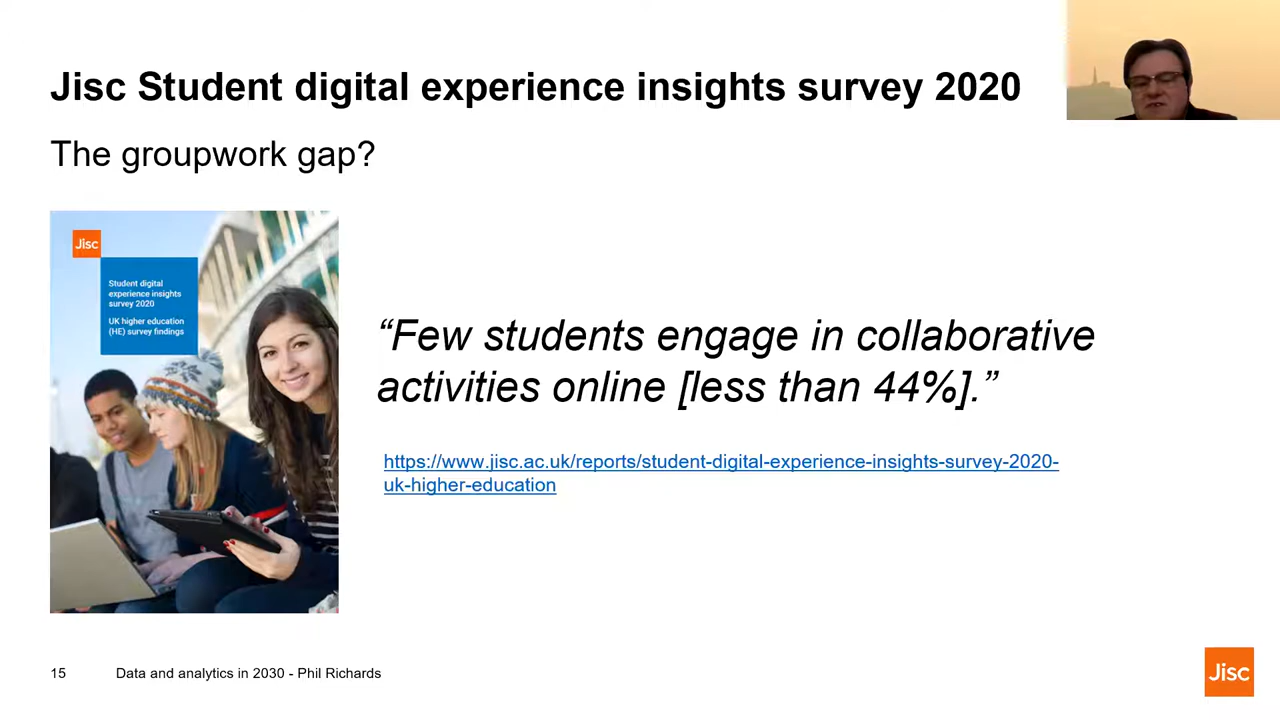 Jisc Student digital experience insights survey 2020
The groupwork gap?
Jisc
Student digital
experience insights
survey 2020
UK higher education
(HE) survey findings
“Few students engage in collaborative
activities online [less than 44%].”
https://www.jisc.ac.uk/reports/student-digital-experience-insights-survey-2020-
uk-higher-education
15 Data and analytics in 2030 - Phil Richards
Jisc